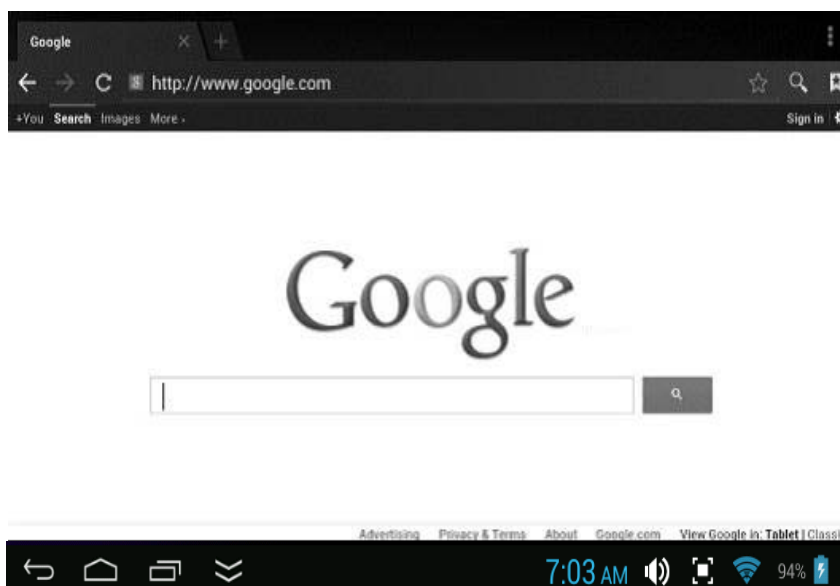 Google
http://www.google.com
+You Search Images More
Sign in
Google
Advertising Privacy & Terms About Google.com View Google in: Tablet | Classi
7:03 AM 94%